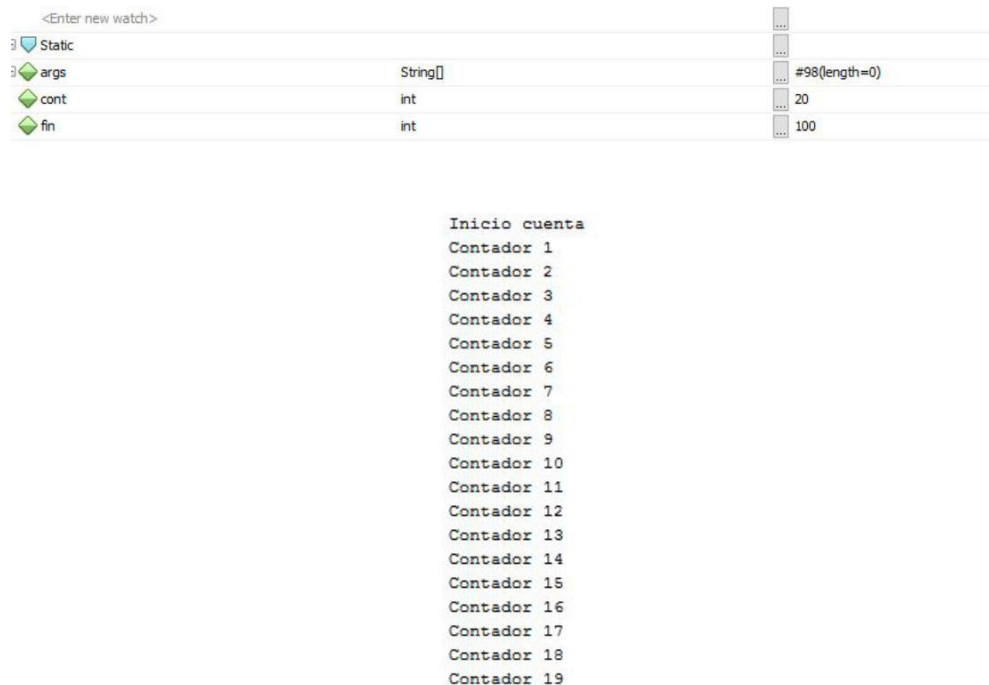 <Enter new watch>
...
Static
...
args String[] ... #98(length=0)
cont int ... 20
fin int ... 100
Inicio cuenta
Contador 1
Contador 2
Contador 3
Contador 4
Contador 5
Contador 6
Contador 7
Contador 8
Contador 9
Contador 10
Contador 11
Contador 12
Contador 13
Contador 14
Contador 15
Contador 16
Contador 17
Contador 18
Contador 19